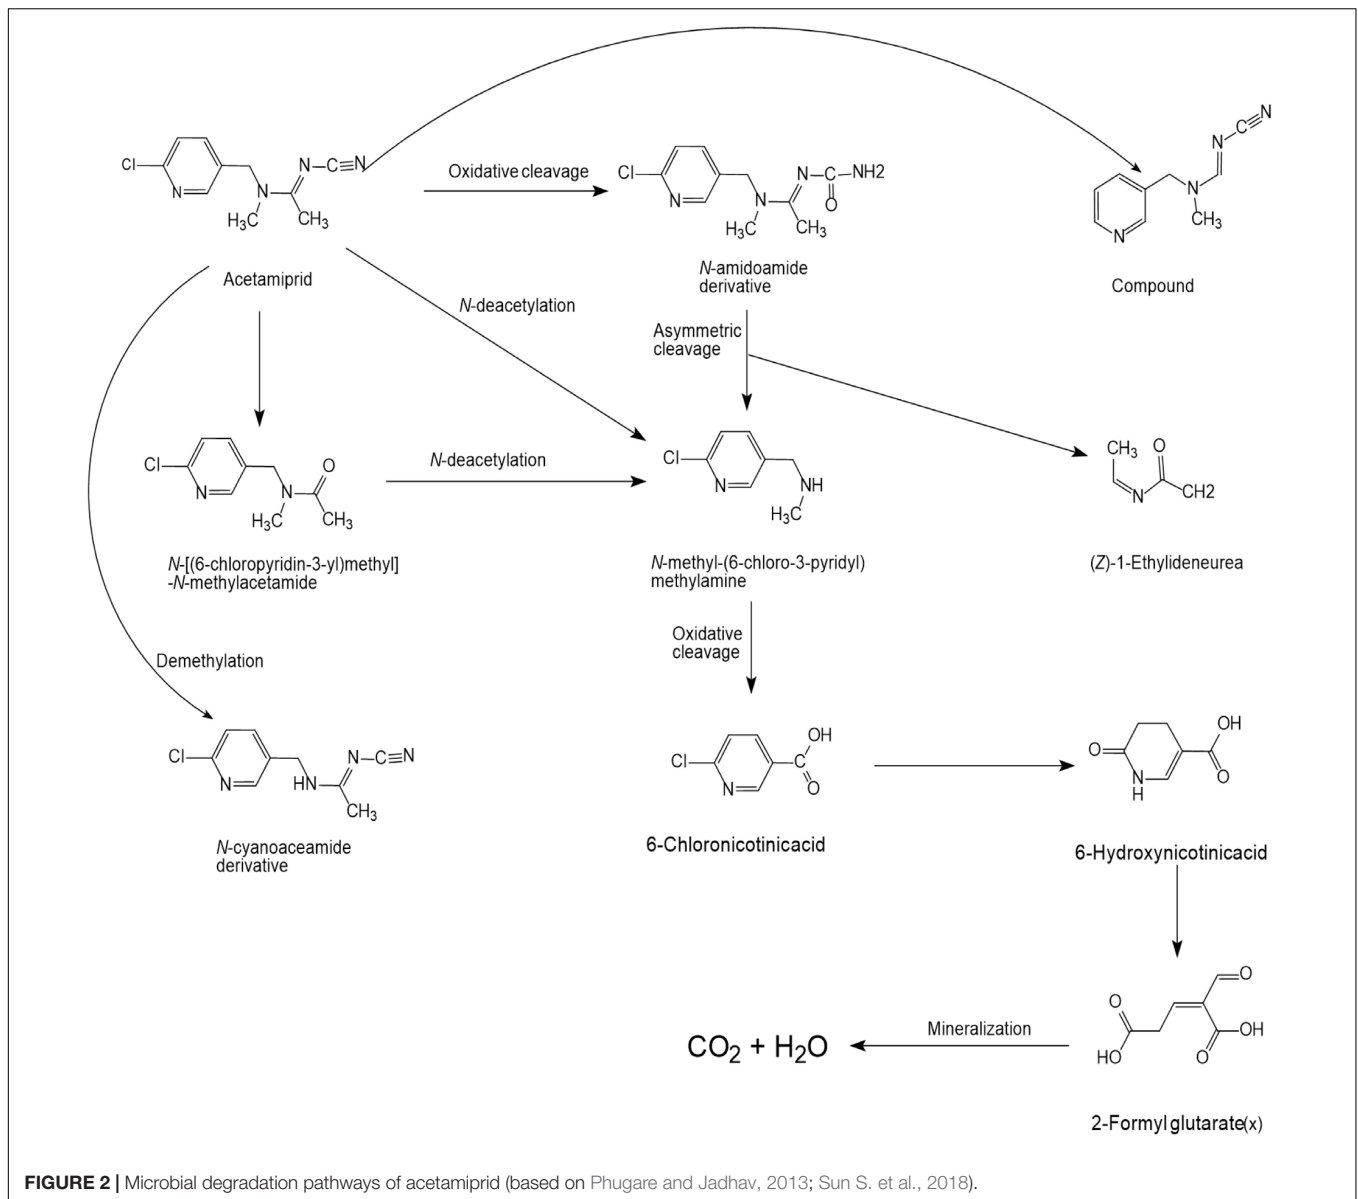 Cl
N
N
H₃C
N
C≡N
CH₃
Acetamiprid
Oxidative cleavage
Cl
N
N
H₃C
N
C
NH2
O
CH₃
N-amidoamide
derivative
N
C≡N
N
CH₃
N
Compound
N-deacetylation
Asymmetric
cleavage
Cl
N
N
O
H₃C
CH₃
N-[(6-chloropyridin-3-yl)methyl]
-N-methylacetamide
N-deacetylation
Cl
N
NH
H₃C
N-methyl-(6-chloro-3-pyridyl)
methylamine
CH₃
O
N
CH2
(Z)-1-Ethylideneurea
Demethylation
Oxidative
cleavage
Cl
N
HN
N
C≡N
CH₃
N-cyanoaceamide
derivative
Cl
N
OH
C
O
6-Chloronicotinicacid
O
N
H
OH
O
6-Hydroxynicotinicacid
O
HO
O
OH
O
2-Formyl glutarate(x)
Mineralization
CO₂ + H₂O
FIGURE 2 | Microbial degradation pathways of acetamiprid (based on Phugare and Jadhav, 2013; Sun S. et al., 2018).